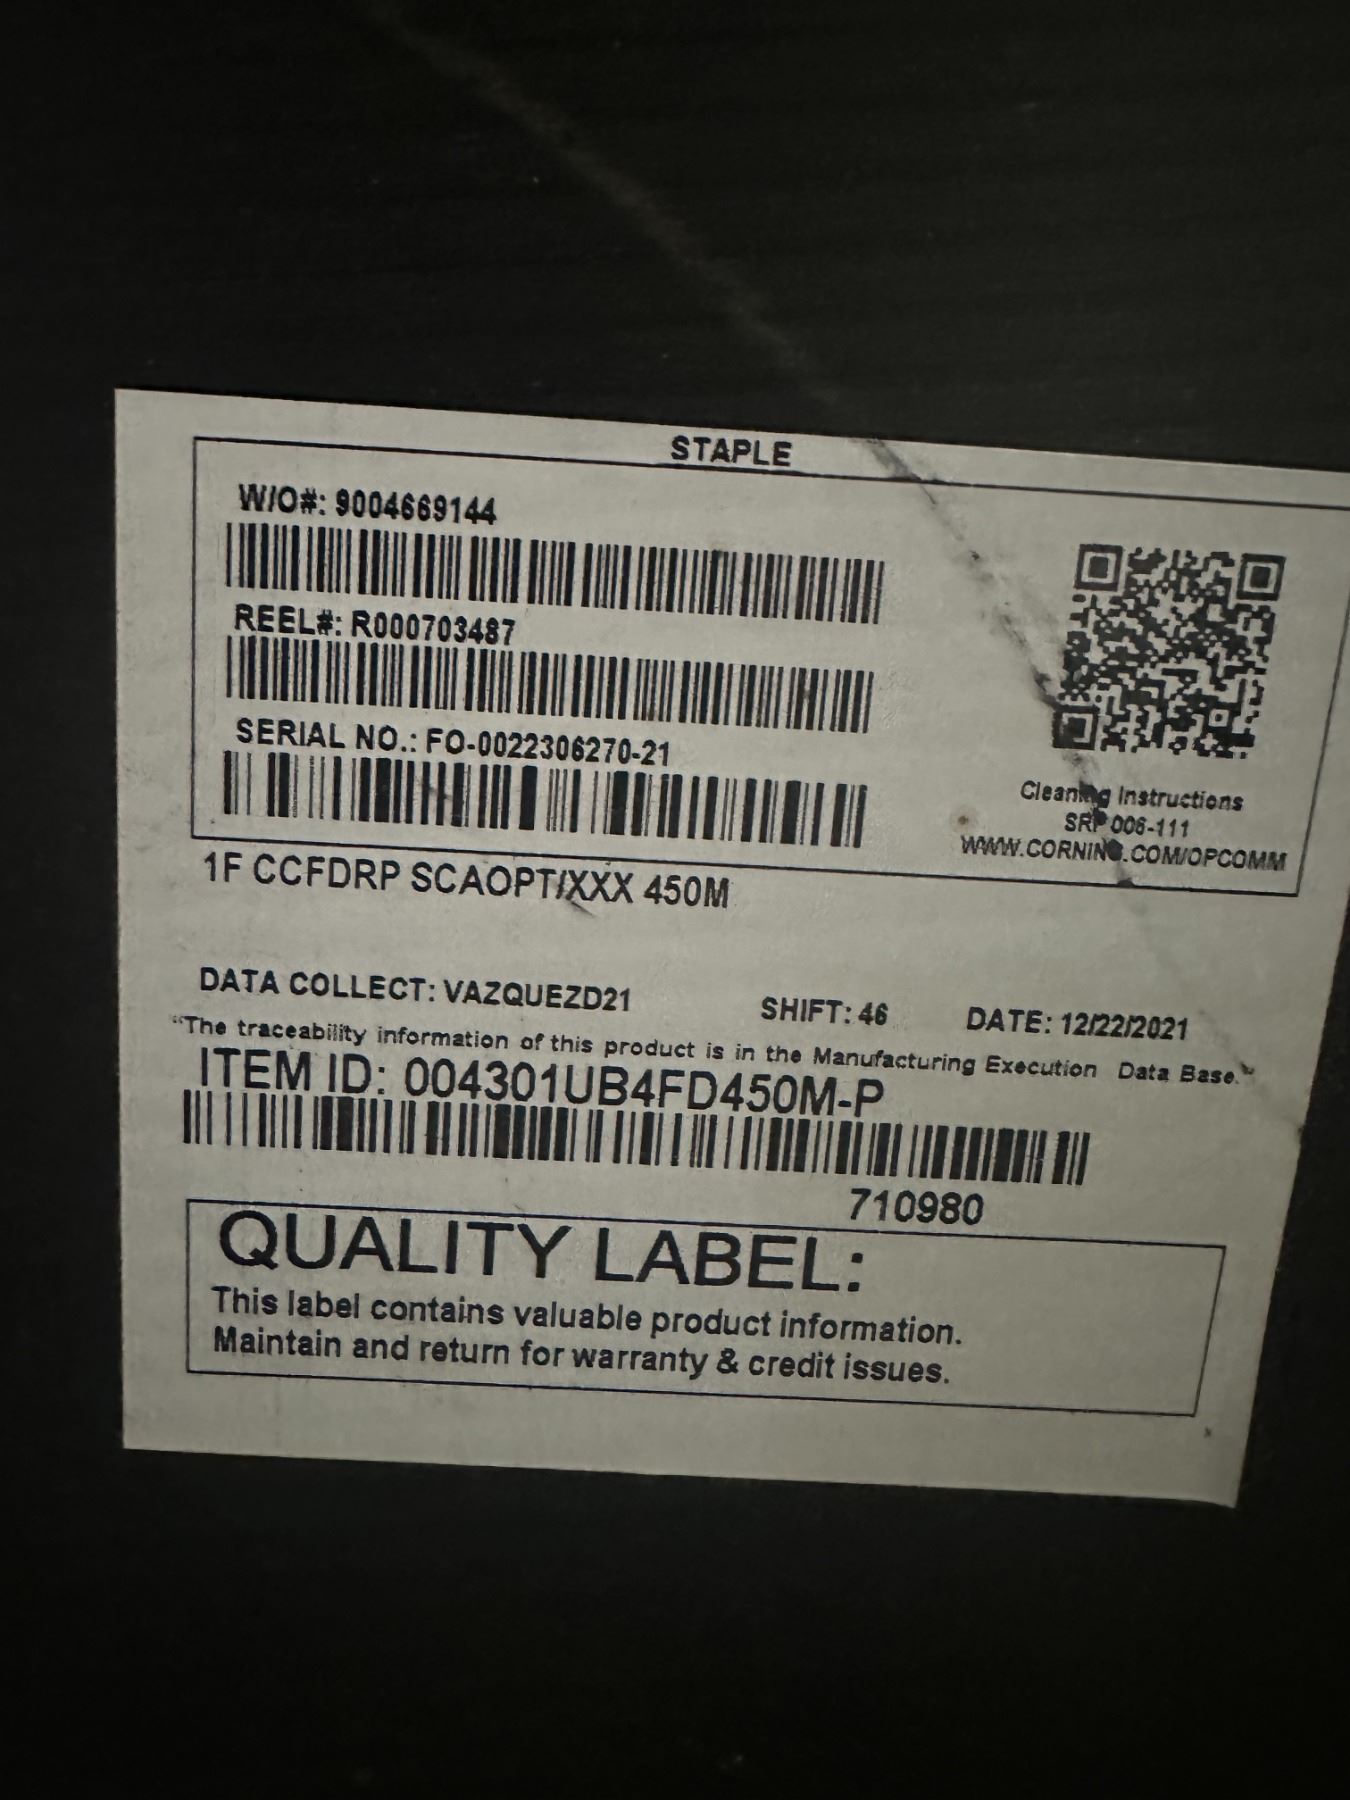 STAPLE
W/O#: 9004669144
REEL#: R000703487
SERIAL NO.: FO-0022306270-21
Cleaning Instructions
SRP 006-111
WWW.CORNING.COM/OPCOMM
1F CCFDRP SCAOPT/XXX 450M
DATA COLLECT: VAZQUEZD21 SHIFT: 46 DATE: 12/22/2021
"The traceability information of this product is in the Manufacturing Execution Data Base."
ITEM ID: 004301UB4FD450M-P
710980
QUALITY LABEL:
This label contains valuable product information.
Maintain and return for warranty & credit issues.